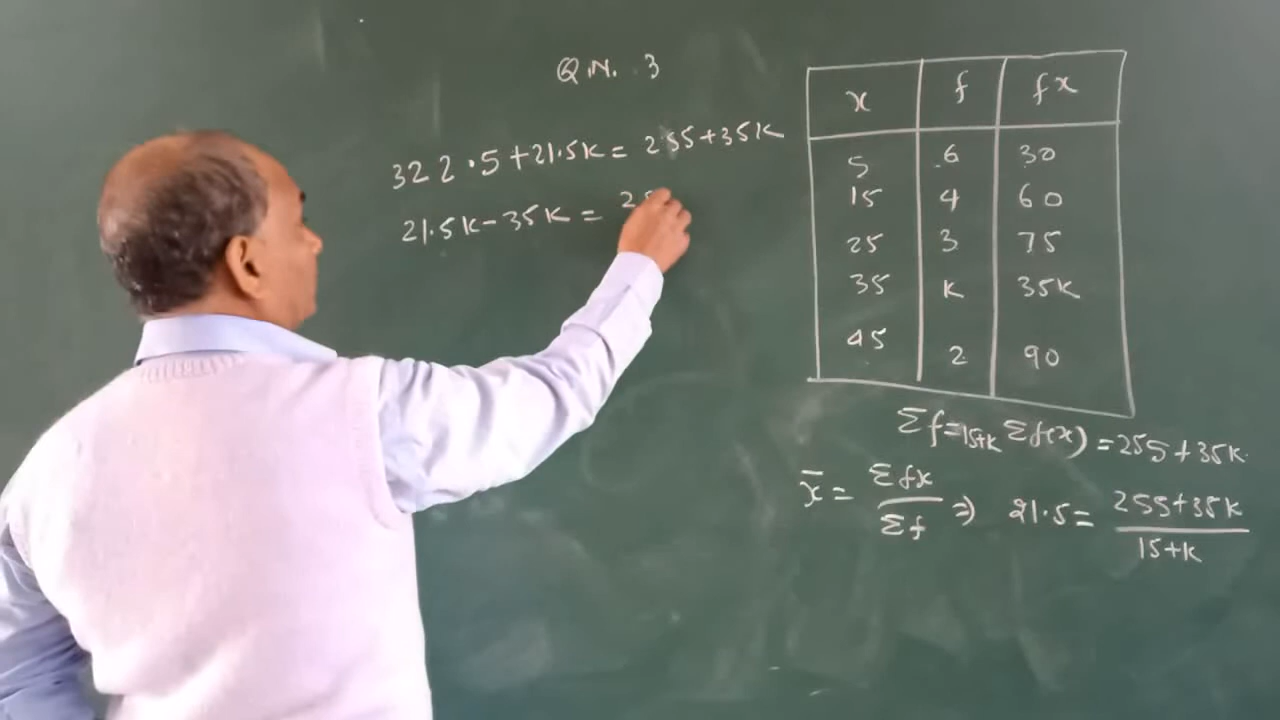 Q.N. 3
322.5+21.5K = 255+35K
21.5K-35K = 25
x f fx
5 6 30
15 4 60
25 3 75
35 K 35K
45 2 90
Σf=15+K Σf(x)=255+35K
x̄ = Σfx/Σf ⇒ 21.5 = 255+35K/15+K